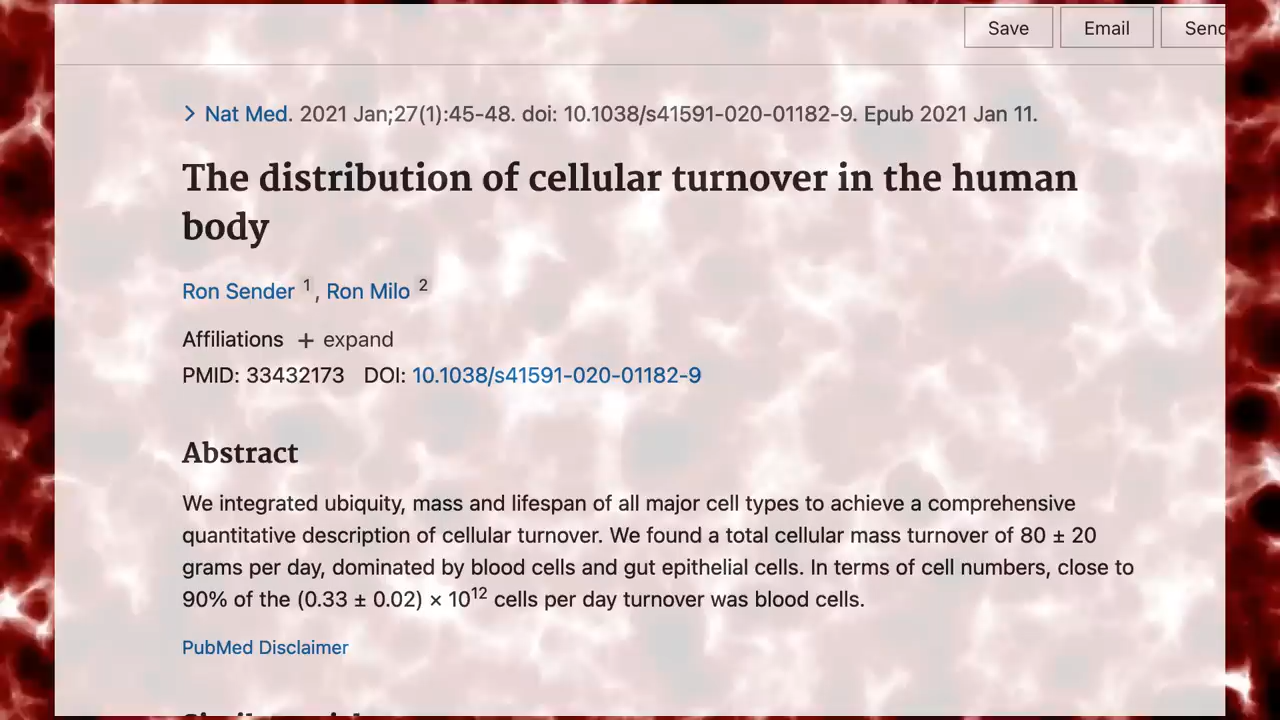 Save Email Send
> Nat Med. 2021 Jan;27(1):45-48. doi: 10.1038/s41591-020-01182-9. Epub 2021 Jan 11.
The distribution of cellular turnover in the human
body
Ron Sender 1, Ron Milo 2
Affiliations + expand
PMID: 33432173 DOI: 10.1038/s41591-020-01182-9
Abstract
We integrated ubiquity, mass and lifespan of all major cell types to achieve a comprehensive
quantitative description of cellular turnover. We found a total cellular mass turnover of 80 ± 20
grams per day, dominated by blood cells and gut epithelial cells. In terms of cell numbers, close to
90% of the (0.33 ± 0.02) × 10^12 cells per day turnover was blood cells.
PubMed Disclaimer